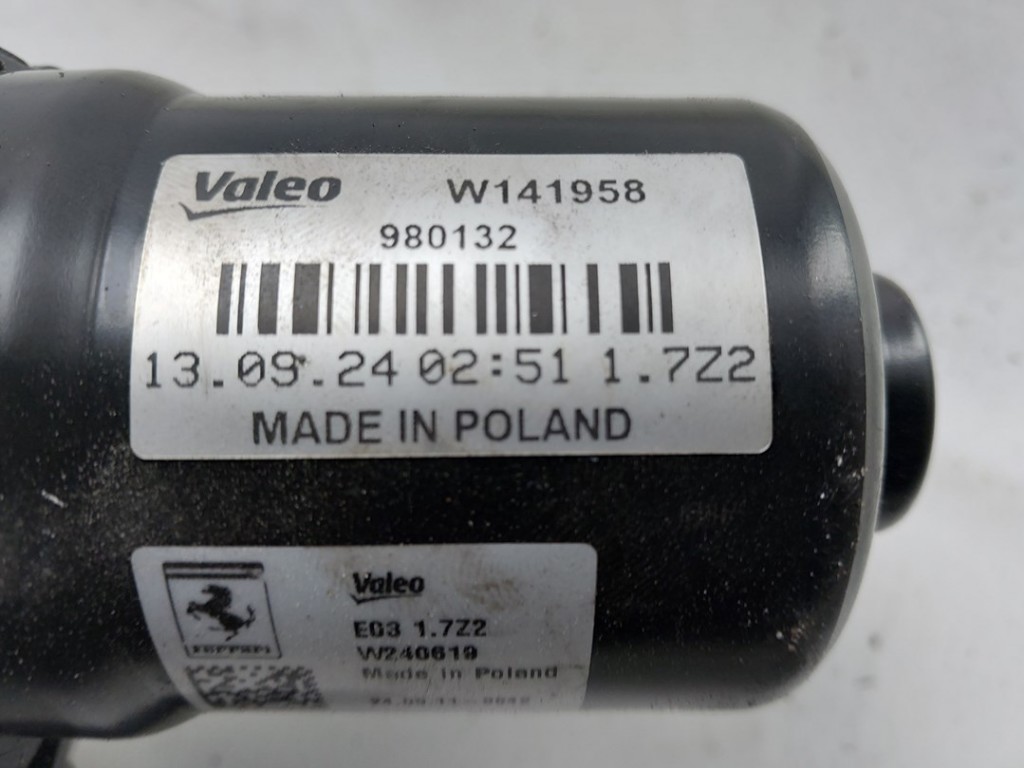 Valeo W141958
980132
13.09.24 02:51 1.7Z2
MADE IN POLAND
Ferrari
Valeo
E03 1.7Z2
W240619
Made in Poland